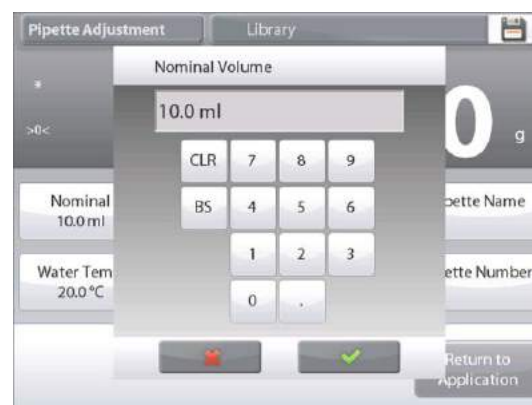 Pipette Adjustment
Library
Nominal Volume
10.0 ml
>0<
0 g
CLR 7 8 9
BS 4 5 6
1 2 3
0 .
Nominal
10.0 ml
pette Name
Water Tem
20.0 °C
ette Number
Return to
Application